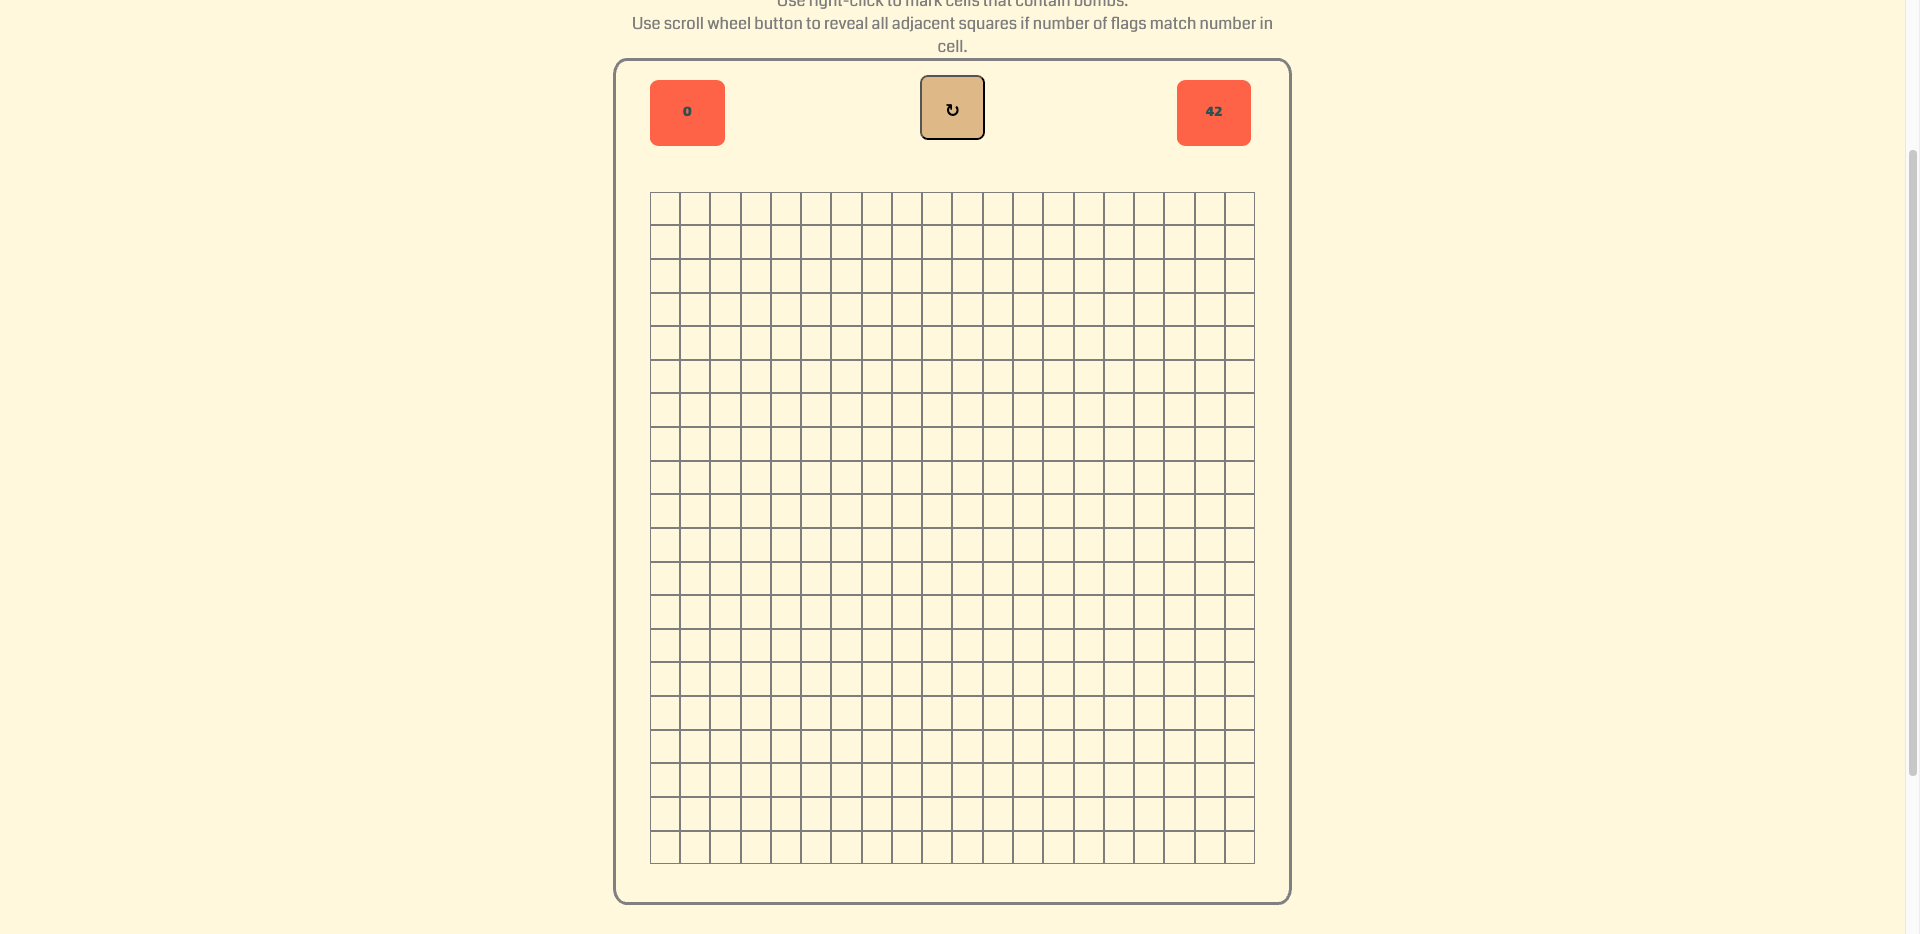 Use right-click to mark cells that contain bombs.
Use scroll wheel button to reveal all adjacent squares if number of flags match number in
cell.
0
↻
42